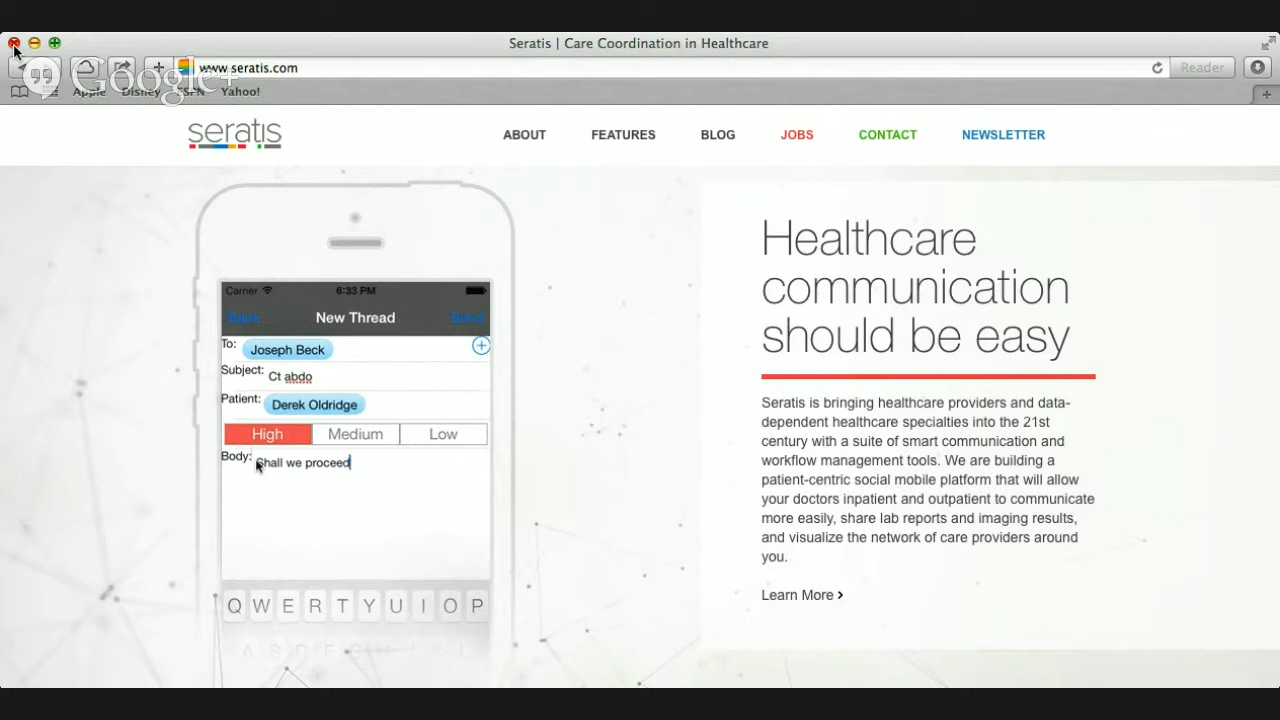 Seratis | Care Coordination in Healthcare
Google+
www.seratis.com
Reader
Apple Disney ESPN Yahoo!
seratis
ABOUT FEATURES BLOG JOBS CONTACT NEWSLETTER
Carrier 6:33 PM
Back New Thread Send
To: Joseph Beck
Subject: Ct abdo
Patient: Derek Oldridge
High Medium Low
Body: Shall we proceed
Q W E R T Y U I O P
Healthcare
communication
should be easy
Seratis is bringing healthcare providers and data-
dependent healthcare specialties into the 21st
century with a suite of smart communication and
workflow management tools. We are building a
patient-centric social mobile platform that will allow
your doctors inpatient and outpatient to communicate
more easily, share lab reports and imaging results,
and visualize the network of care providers around
you.
Learn More >